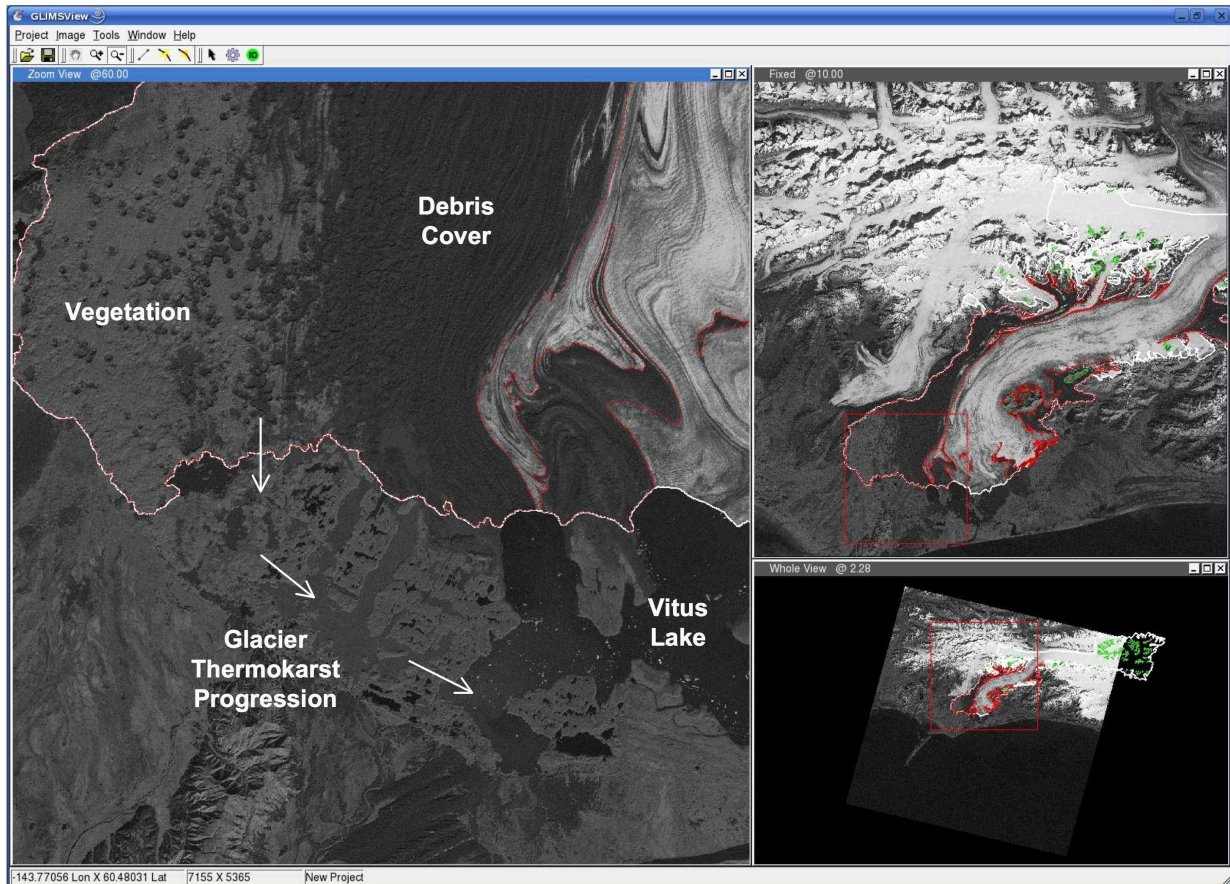 GLIMSView
Project Image Tools Window Help
ID
Zoom View @60.00
Vegetation
Debris
Cover
Glacier
Thermokarst
Progression
Vitus
Lake
Fixed @10.00
Whole View @ 2.28
-143.77056 Lon X 60.48031 Lat
7155 X 5365
New Project